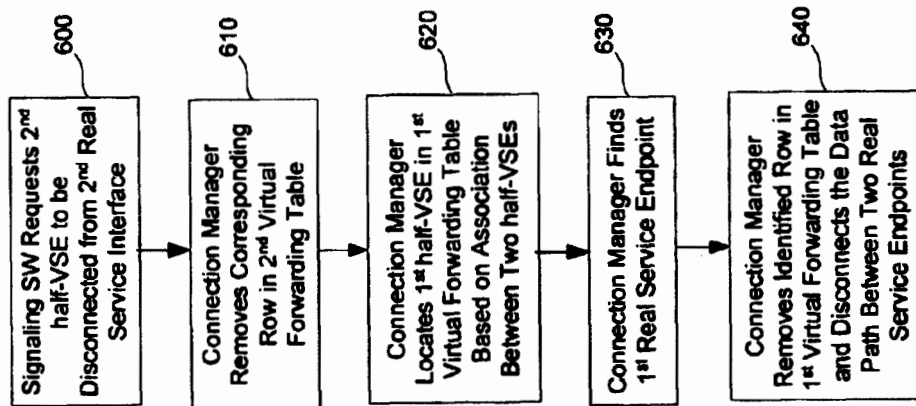 600
Signaling SW Requests 2nd
half-VSE to be
Disconnected from 2nd Real
Service Interface
610
Connection Manager
Removes Corresponding
Row in 2nd Virtual
Forwarding Table
620
Connection Manager
Locates 1st half-VSE in 1st
Virtual Forwarding Table
Based on Association
Between Two half-VSEs
630
Connection Manager Finds
1st Real Service Endpoint
640
Connection Manager
Removes Identified Row in
1st Virtual Forwarding Table
and Disconnects the Data
Path Between Two Real
Service Endpoints